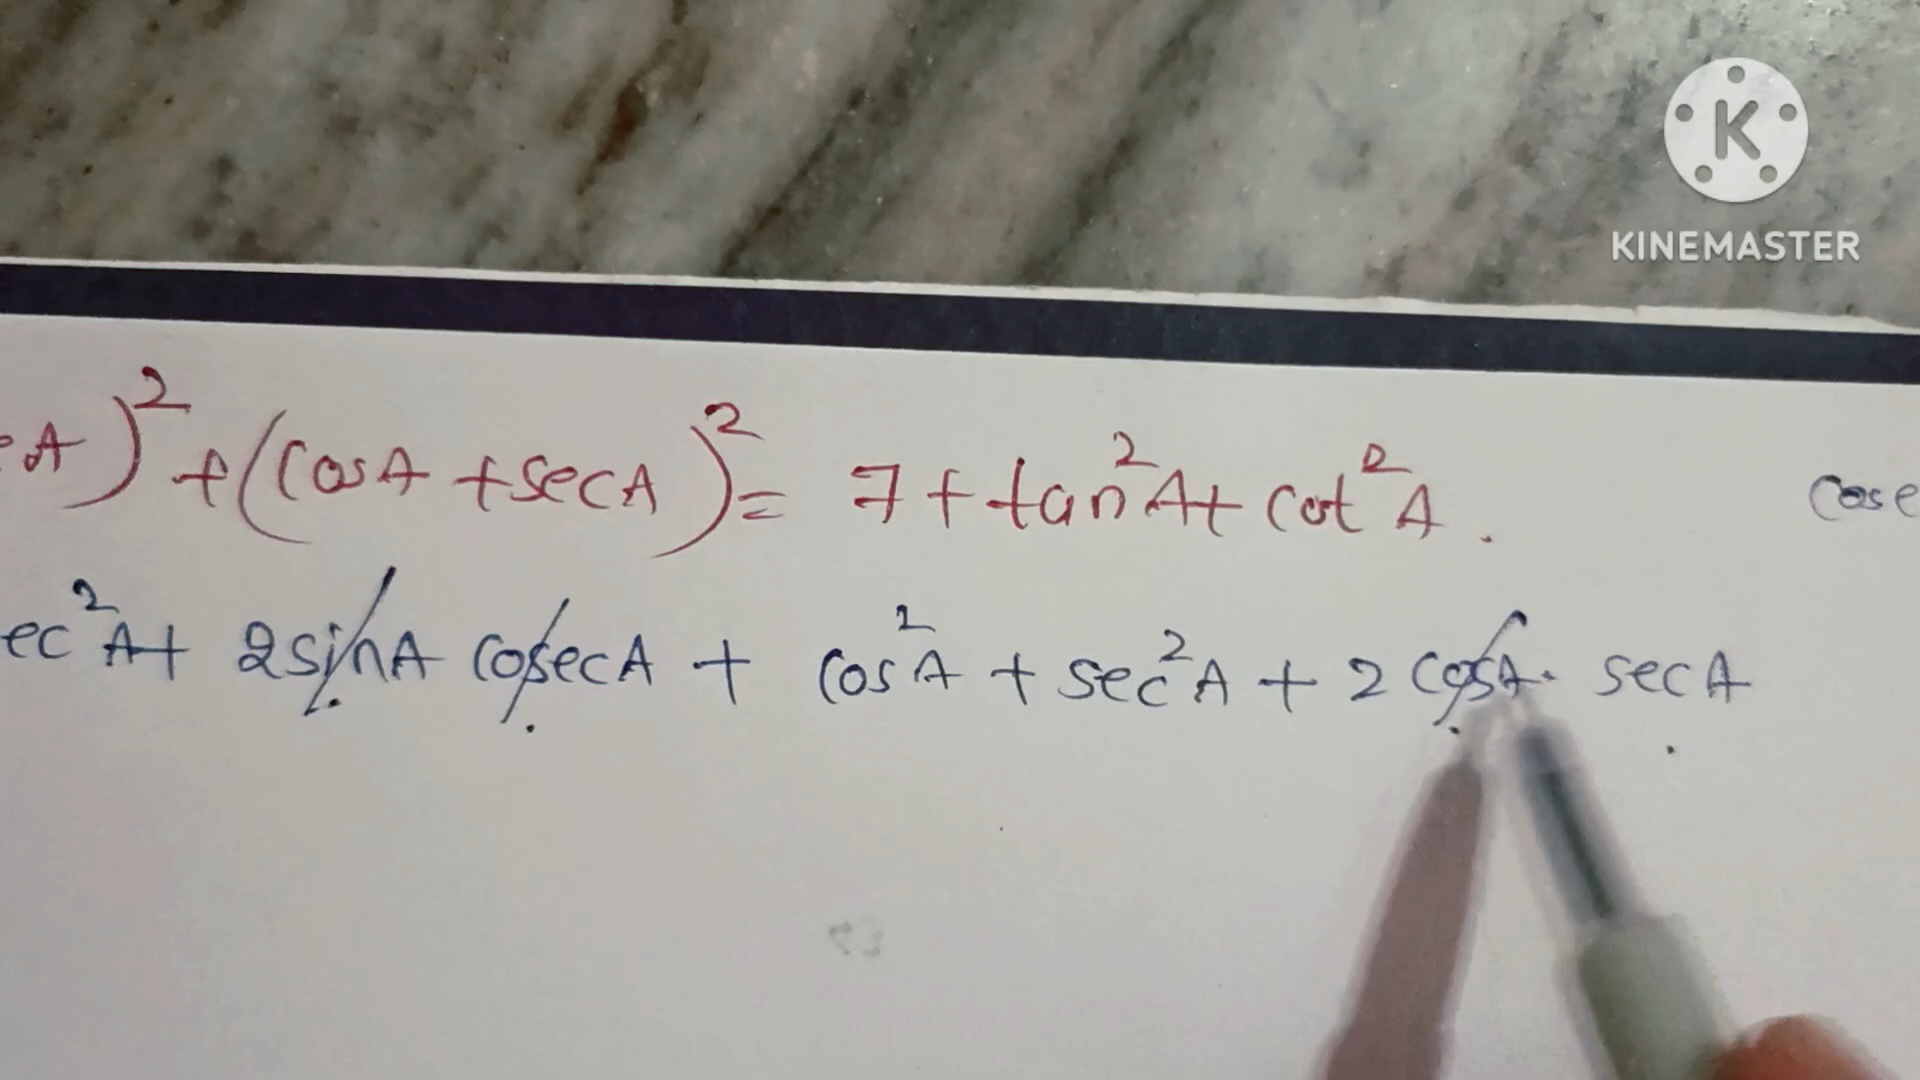 K
KINEMASTER
A)² + (cosA + secA)² = 7 + tan²A + cot²A.
cose
ec²A + 2sinA cosecA + cos²A + sec²A + 2 cosA. secA